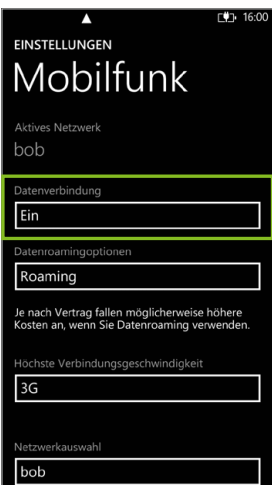 16:00
EINSTELLUNGEN
Mobilfunk
Aktives Netzwerk
bob
Datenverbindung
Ein
Datenroamingoptionen
Roaming
Je nach Vertrag fallen möglicherweise höhere
Kosten an, wenn Sie Datenroaming verwenden.
Höchste Verbindungsgeschwindigkeit
3G
Netzwerkauswahl
bob